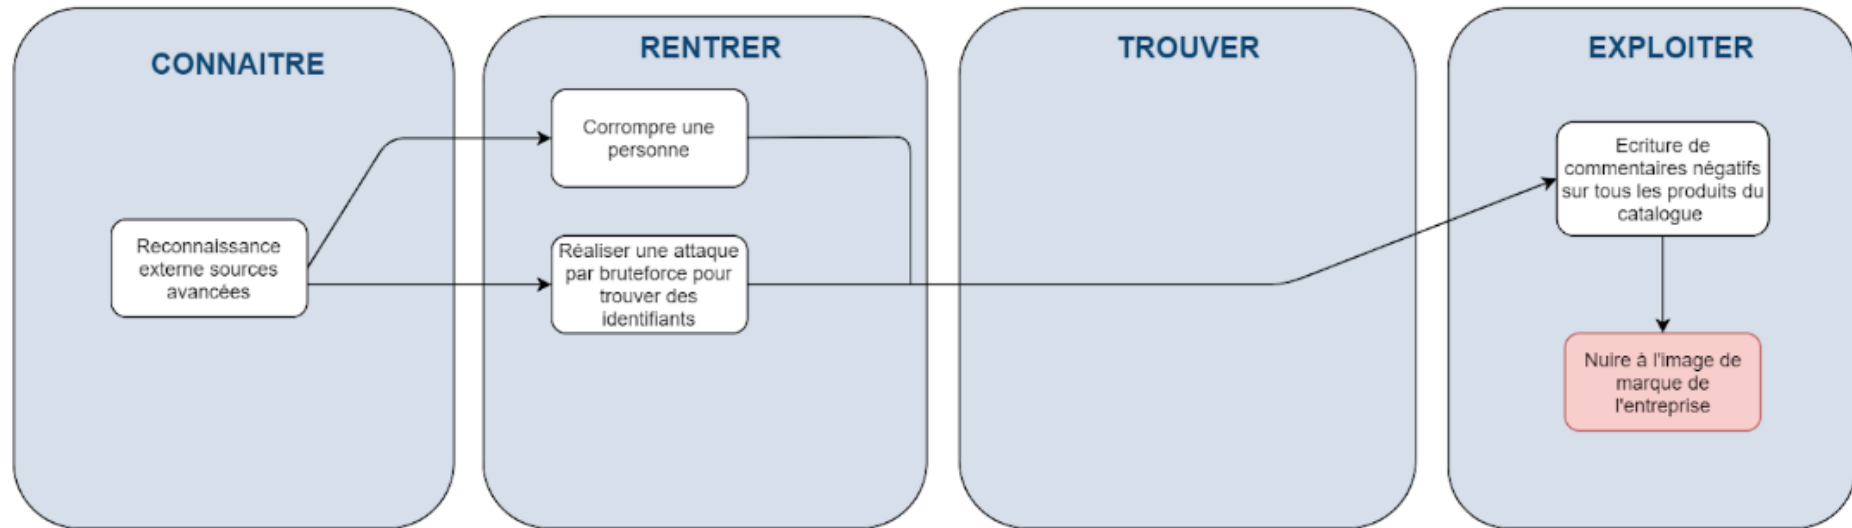 CONNAITRE
RENTRER
TROUVER
EXPLOITER
Reconnaissance
externe sources
avancées
Corrompre une
personne
Réaliser une attaque
par bruteforce pour
trouver des
identifiants
Ecriture de
commentaires négatifs
sur tous les produits du
catalogue
Nuire à l'image de
marque de
l'entreprise